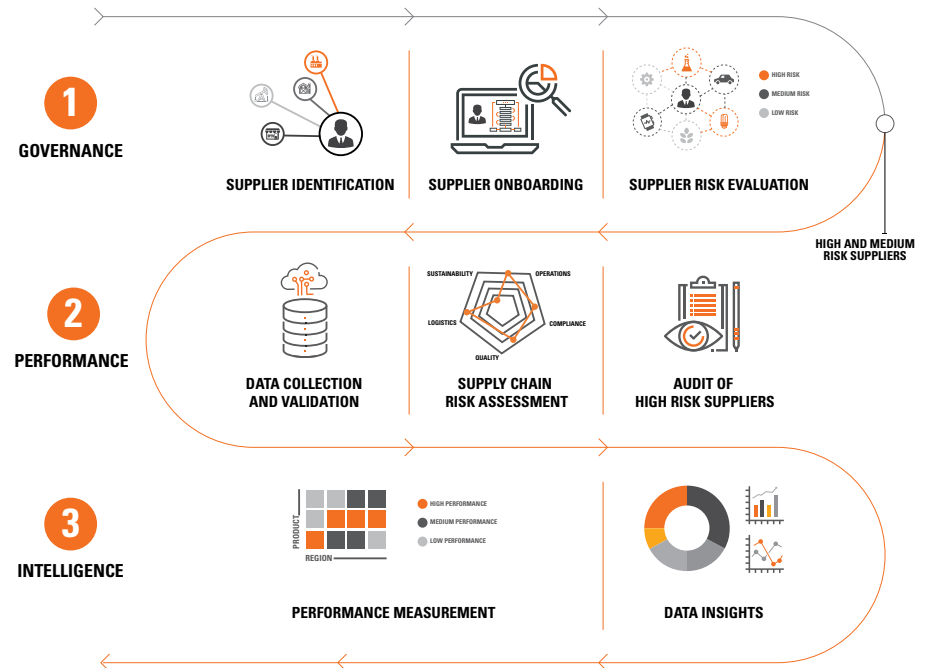 1
GOVERNANCE
SUPPLIER IDENTIFICATION
SUPPLIER ONBOARDING
HIGH RISK
MEDIUM RISK
LOW RISK
SUPPLIER RISK EVALUATION
HIGH AND MEDIUM
RISK SUPPLIERS
2
PERFORMANCE
DATA COLLECTION
AND VALIDATION
SUSTAINABILITY
OPERATIONS
LOGISTICS
COMPLIANCE
QUALITY
SUPPLY CHAIN
RISK ASSESSMENT
AUDIT OF
HIGH RISK SUPPLIERS
3
INTELLIGENCE
PRODUCT
REGION
HIGH PERFORMANCE
MEDIUM PERFORMANCE
LOW PERFORMANCE
PERFORMANCE MEASUREMENT
DATA INSIGHTS